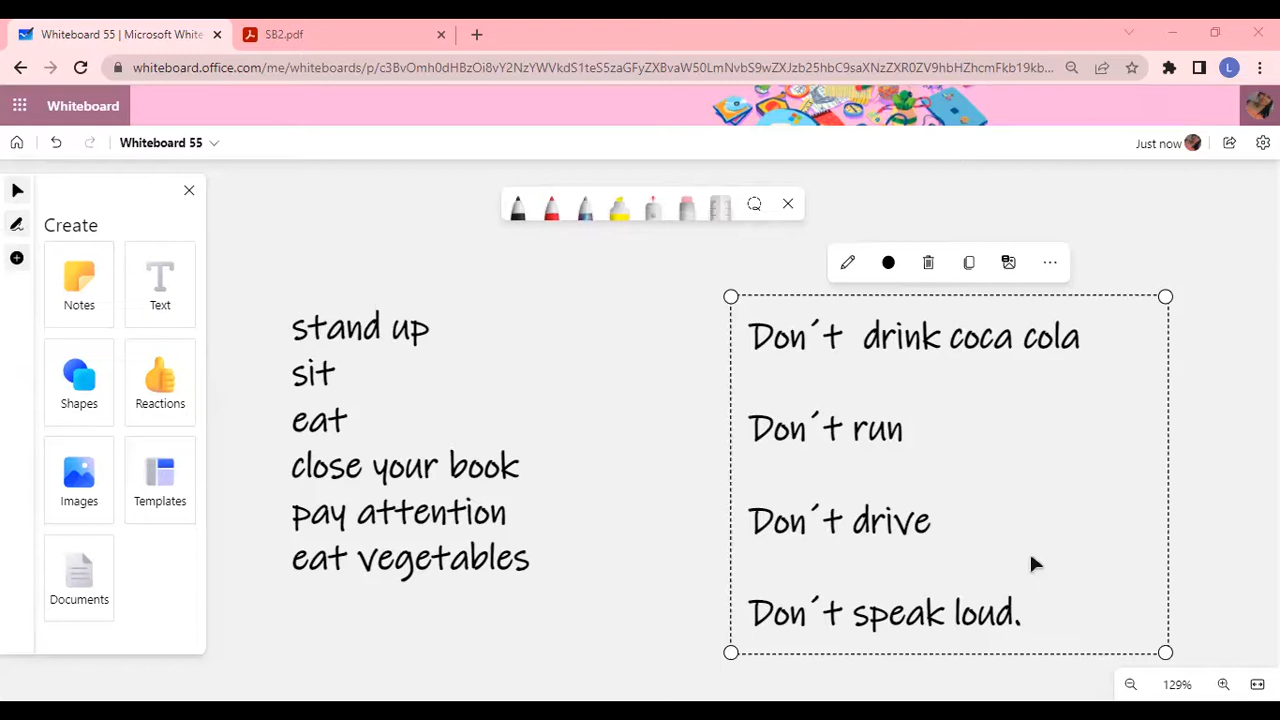 Whiteboard 55 | Microsoft White
SB2.pdf
whiteboard.office.com/me/whiteboards/p/
L
Whiteboard
Whiteboard 55
Just now
Create
Notes
Text
Shapes
Reactions
Images
Templates
Documents
stand up
sit
eat
close your book
pay attention
eat vegetables
Don´t drink coca cola
Don´t run
Don´t drive
Don´t speak loud.
129%